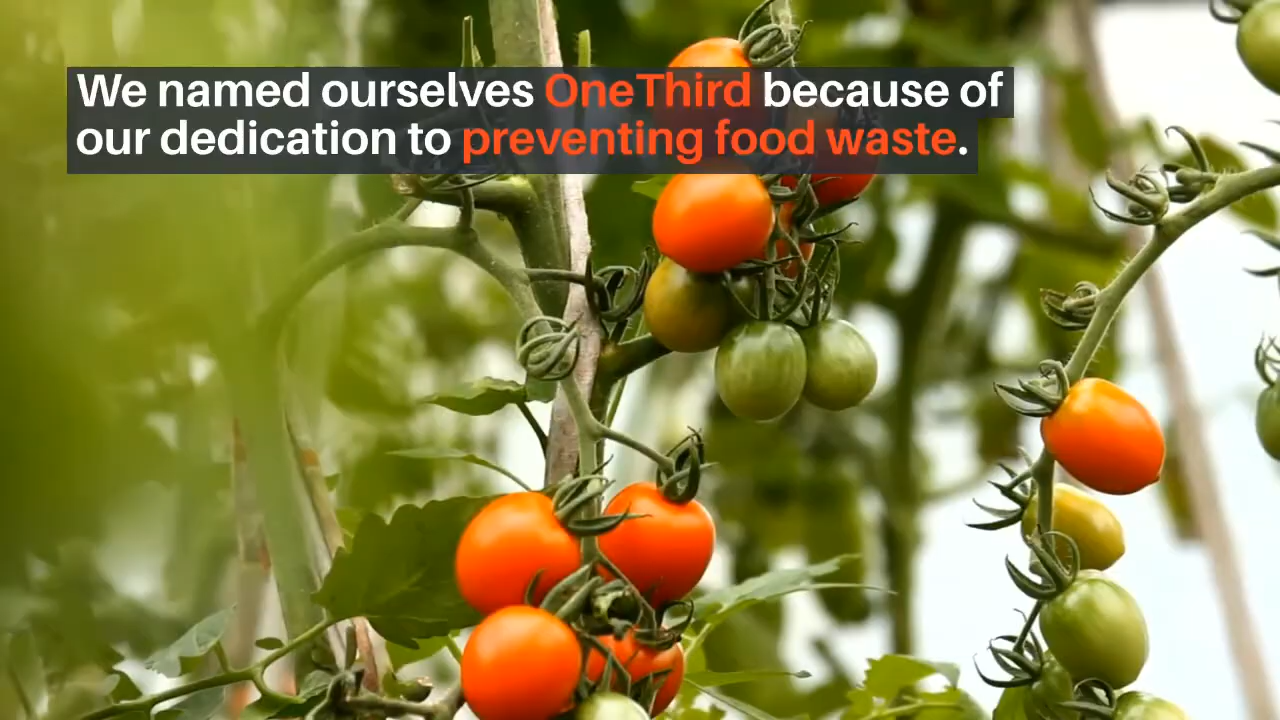 We named ourselves OneThird because of
our dedication to preventing food waste.